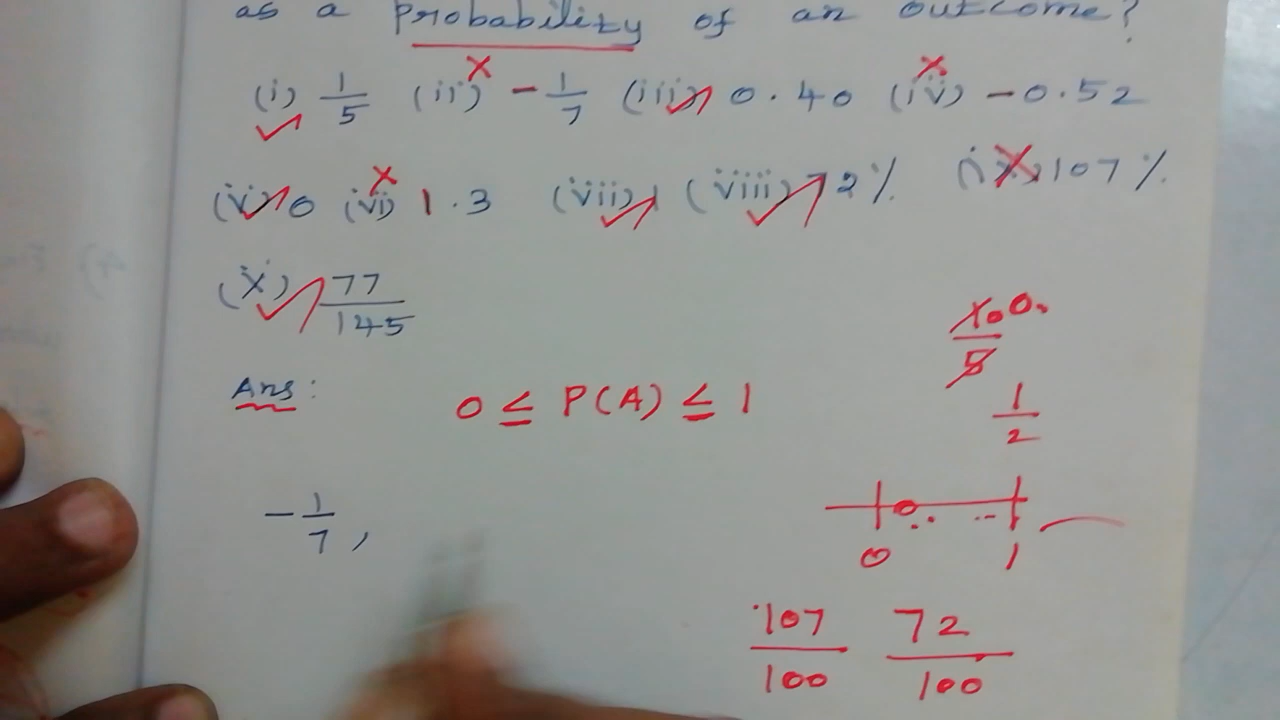 as a probability of an outcome?
(i) 1/5 (ii) -1/7 (iii) 0.40 (iv) -0.52
(v) 0 (vi) 1.3 (vii) 1 (viii) 72% (ix) 107%
(x) 77/145
Ans: 0 ≤ P(A) ≤ 1
1/2
-1/7,
0 1
107/100 72/100